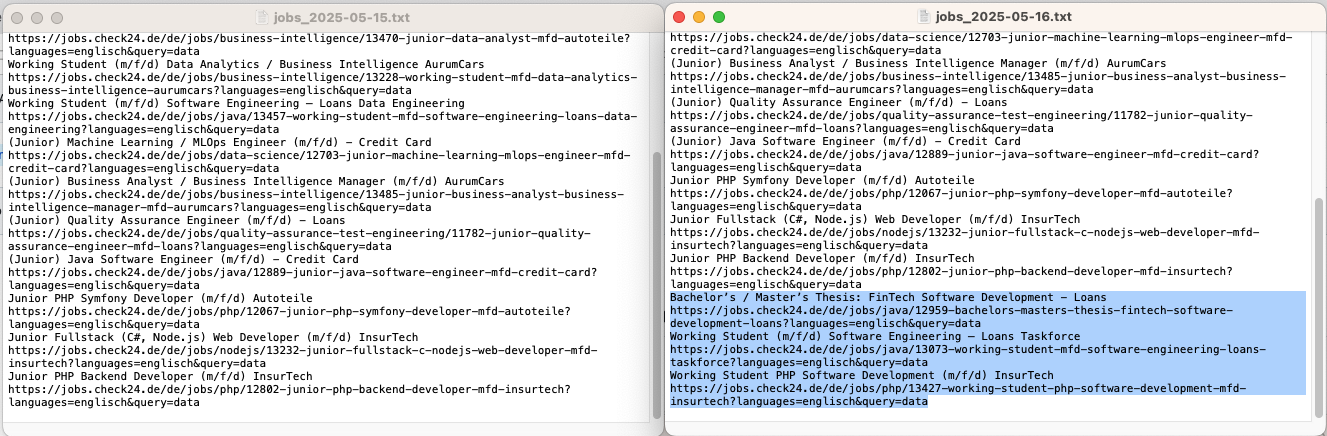 jobs_2025-05-15.txt
https://jobs.check24.de/de/jobs/business-intelligence/13470-junior-data-analyst-mfd-autoteile?
languages=englisch&query=data
Working Student (m/f/d) Data Analytics / Business Intelligence AurumCars
https://jobs.check24.de/de/jobs/business-intelligence/13228-working-student-mfd-data-analytics-
business-intelligence-aurumcars?languages=englisch&query=data
Working Student (m/f/d) Software Engineering – Loans Data Engineering
https://jobs.check24.de/de/jobs/java/13457-working-student-mfd-software-engineering-loans-data-
engineering?languages=englisch&query=data
(Junior) Machine Learning / MLOps Engineer (m/f/d) – Credit Card
https://jobs.check24.de/de/jobs/data-science/12703-junior-machine-learning-mlops-engineer-mfd-
credit-card?languages=englisch&query=data
(Junior) Business Analyst / Business Intelligence Manager (m/f/d) AurumCars
https://jobs.check24.de/de/jobs/business-intelligence/13485-junior-business-analyst-business-
intelligence-manager-mfd-aurumcars?languages=englisch&query=data
(Junior) Quality Assurance Engineer (m/f/d) – Loans
https://jobs.check24.de/de/jobs/quality-assurance-test-engineering/11782-junior-quality-
assurance-engineer-mfd-loans?languages=englisch&query=data
(Junior) Java Software Engineer (m/f/d) – Credit Card
https://jobs.check24.de/de/jobs/java/12889-junior-java-software-engineer-mfd-credit-card?
languages=englisch&query=data
Junior PHP Symfony Developer (m/f/d) Autoteile
https://jobs.check24.de/de/jobs/php/12067-junior-php-symfony-developer-mfd-autoteile?
languages=englisch&query=data
Junior Fullstack (C#, Node.js) Web Developer (m/f/d) InsurTech
https://jobs.check24.de/de/jobs/nodejs/13232-junior-fullstack-c-nodejs-web-developer-mfd-
insurtech?languages=englisch&query=data
Junior PHP Backend Developer (m/f/d) InsurTech
https://jobs.check24.de/de/jobs/php/12802-junior-php-backend-developer-mfd-insurtech?
languages=englisch&query=data
jobs_2025-05-16.txt
https://jobs.check24.de/de/jobs/data-science/12703-junior-machine-learning-mlops-engineer-mfd-
credit-card?languages=englisch&query=data
(Junior) Business Analyst / Business Intelligence Manager (m/f/d) AurumCars
https://jobs.check24.de/de/jobs/business-intelligence/13485-junior-business-analyst-business-
intelligence-manager-mfd-aurumcars?languages=englisch&query=data
(Junior) Quality Assurance Engineer (m/f/d) – Loans
https://jobs.check24.de/de/jobs/quality-assurance-test-engineering/11782-junior-quality-
assurance-engineer-mfd-loans?languages=englisch&query=data
(Junior) Java Software Engineer (m/f/d) – Credit Card
https://jobs.check24.de/de/jobs/java/12889-junior-java-software-engineer-mfd-credit-card?
languages=englisch&query=data
Junior PHP Symfony Developer (m/f/d) Autoteile
https://jobs.check24.de/de/jobs/php/12067-junior-php-symfony-developer-mfd-autoteile?
languages=englisch&query=data
Junior Fullstack (C#, Node.js) Web Developer (m/f/d) InsurTech
https://jobs.check24.de/de/jobs/nodejs/13232-junior-fullstack-c-nodejs-web-developer-mfd-
insurtech?languages=englisch&query=data
Junior PHP Backend Developer (m/f/d) InsurTech
https://jobs.check24.de/de/jobs/php/12802-junior-php-backend-developer-mfd-insurtech?
languages=englisch&query=data
Bachelor’s / Master’s Thesis: FinTech Software Development – Loans
https://jobs.check24.de/de/jobs/java/12959-bachelors-masters-thesis-fintech-software-
development-loans?languages=englisch&query=data
Working Student (m/f/d) Software Engineering – Loans Taskforce
https://jobs.check24.de/de/jobs/java/13073-working-student-mfd-software-engineering-loans-
taskforce?languages=englisch&query=data
Working Student PHP Software Development (m/f/d) InsurTech
https://jobs.check24.de/de/jobs/php/13427-working-student-php-software-development-mfd-
insurtech?languages=englisch&query=data